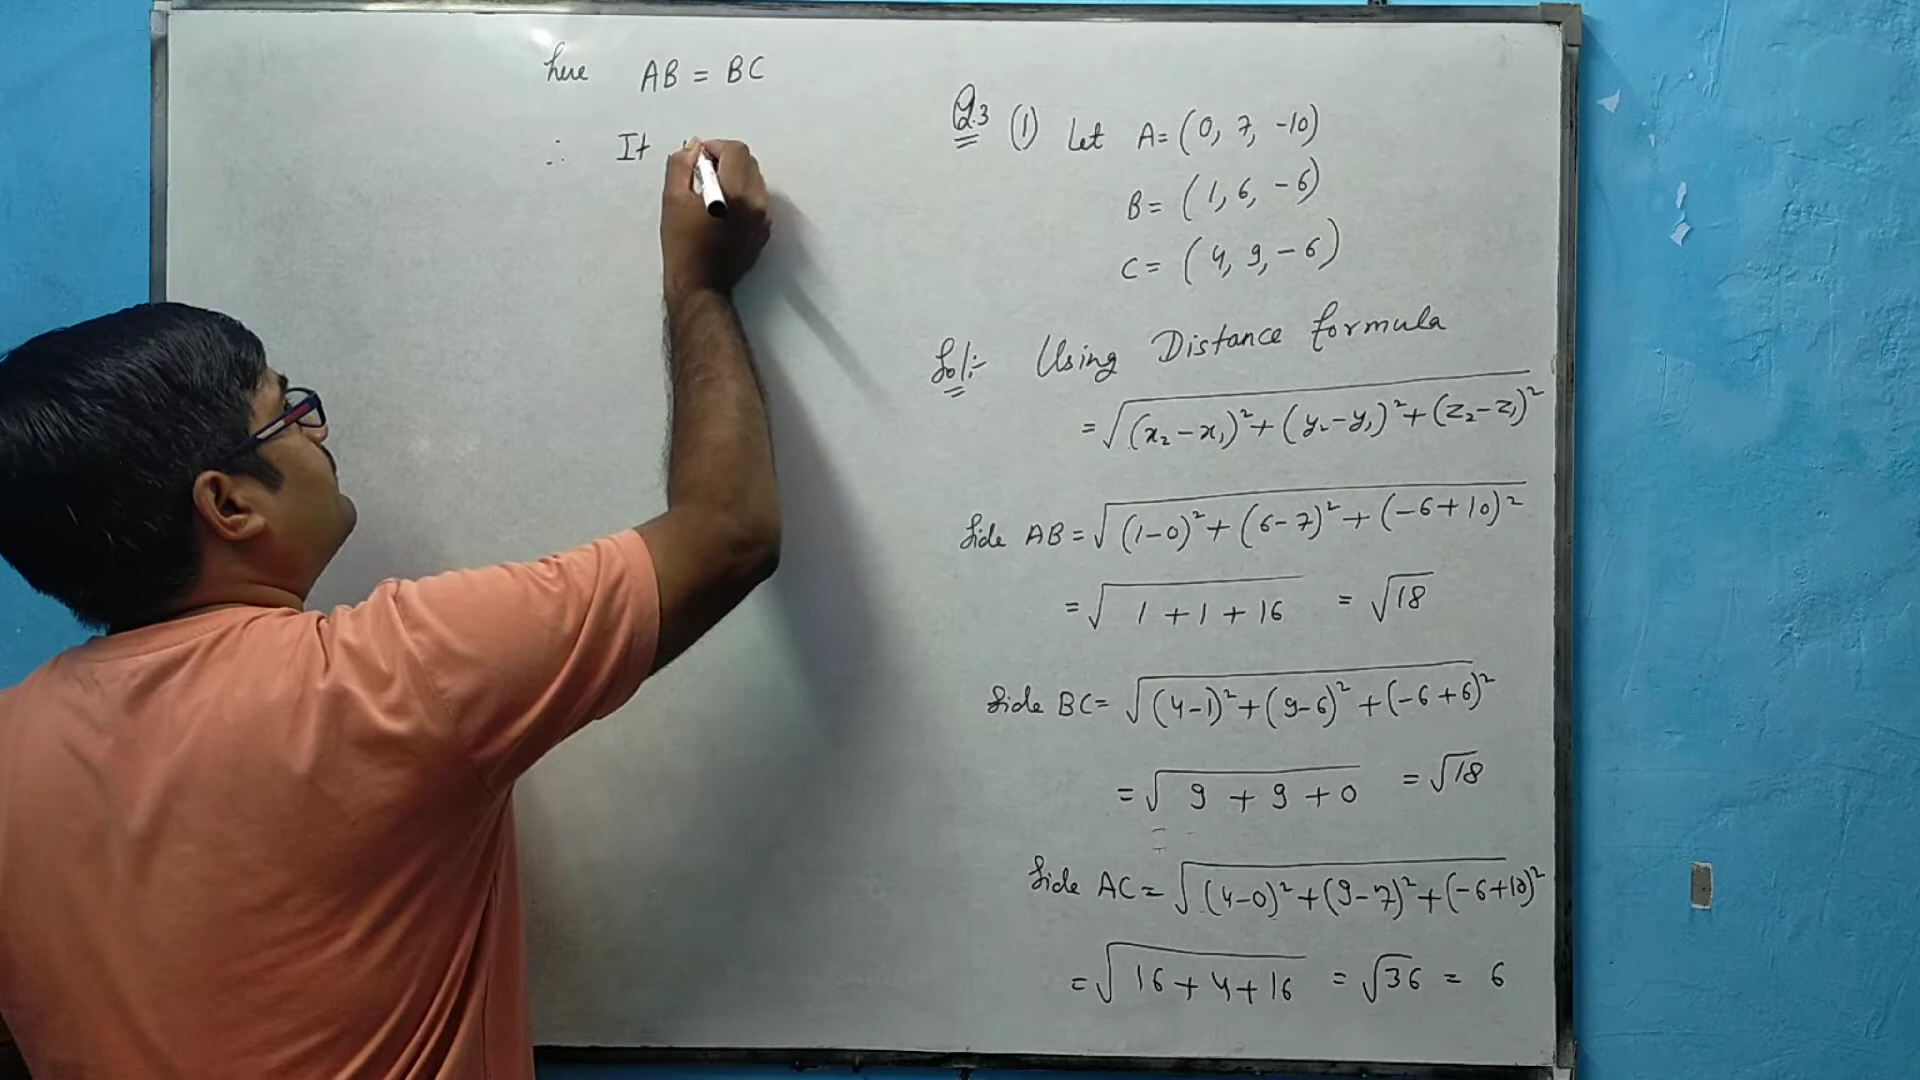 here AB = BC
∴ It
Q.3 (1) Let A = (0, 7, -10)
B = (1, 6, -6)
C = (4, 9, -6)
Sol:- Using Distance formula
= √(x₂ - x₁)² + (y₂ - y₁)² + (z₂ - z₁)²
Side AB = √(1-0)² + (6-7)² + (-6+10)²
= √1 + 1 + 16 = √18
Side BC = √(4-1)² + (9-6)² + (-6+6)²
= √9 + 9 + 0 = √18
Side AC = √(4-0)² + (9-7)² + (-6+10)²
= √16 + 4 + 16 = √36 = 6